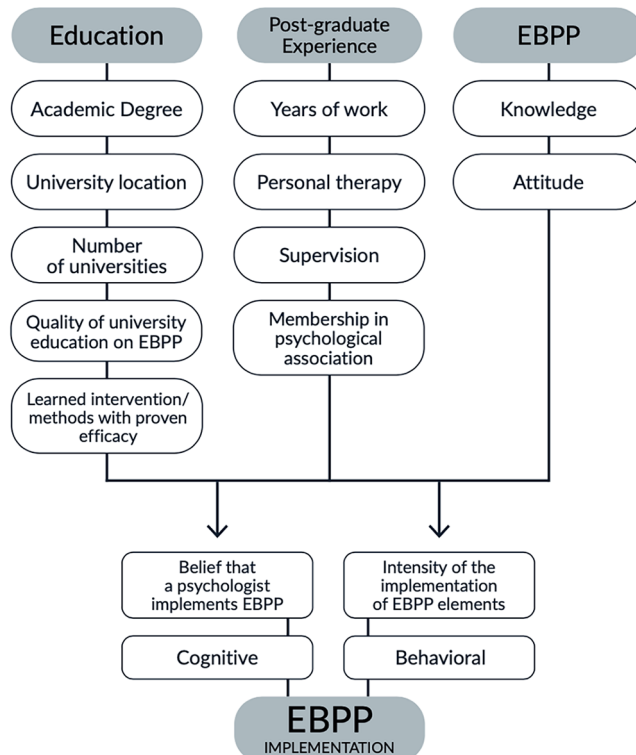 Education
Academic Degree
University location
Number
of universities
Quality of university
education on EBPP
Learned intervention/
methods with proven
efficacy
Post-graduate
Experience
Years of work
Personal therapy
Supervision
Membership in
psychological
association
EBPP
Knowledge
Attitude
Belief that
a psychologist
implements EBPP
Cognitive
Intensity of the
implementation
of EBPP elements
Behavioral
EBPP
IMPLEMENTATION